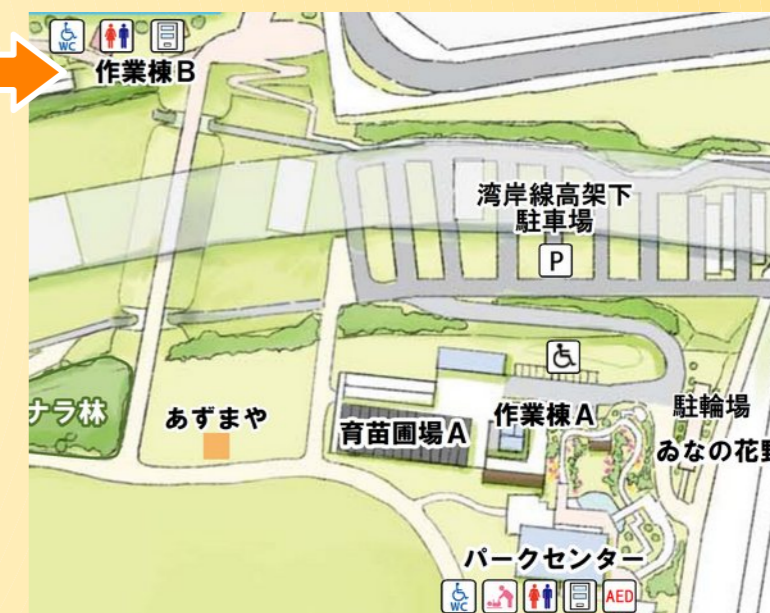 WC
作業棟B
湾岸線高架下
駐車場
P
ナラ林
あずまや
育苗圃場A
作業棟A
駐輪場
ゐなの花野
パークセンター
WC
AED